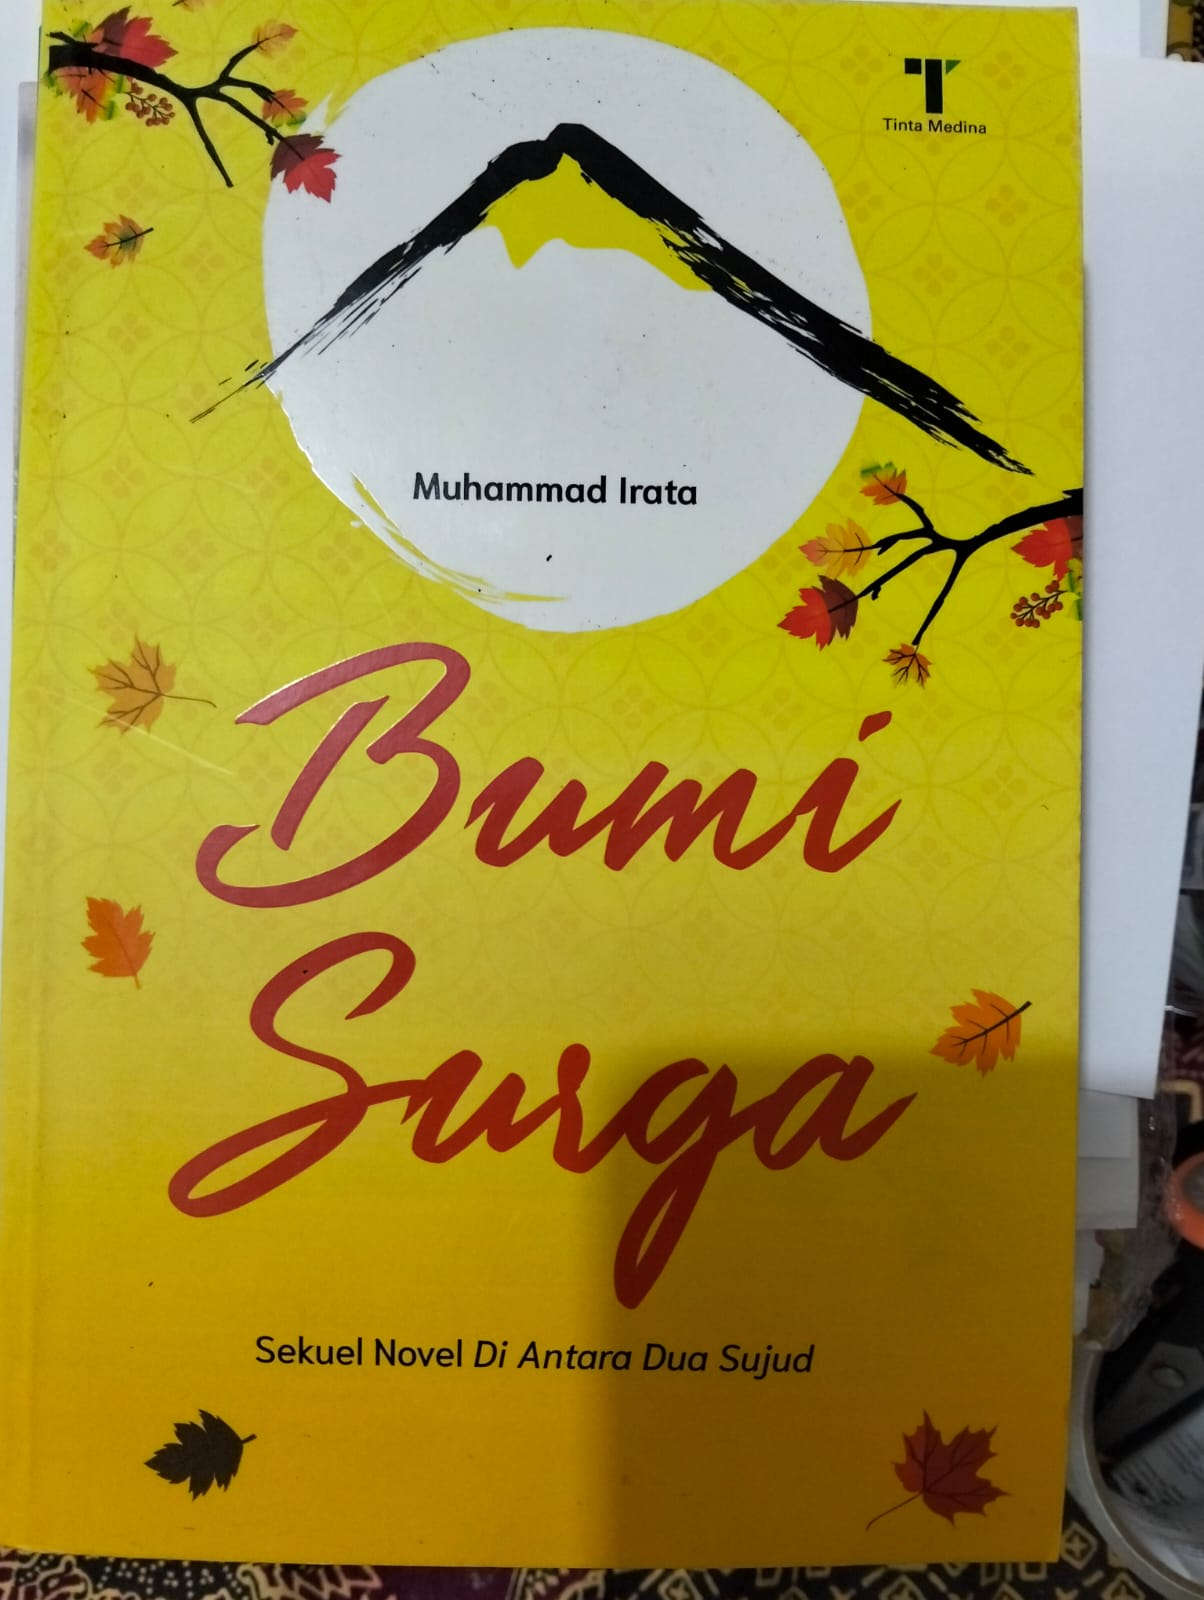 Tinta Medina
Muhammad Irata
Bumi
Surga
Sekuel Novel Di Antara Dua Sujud